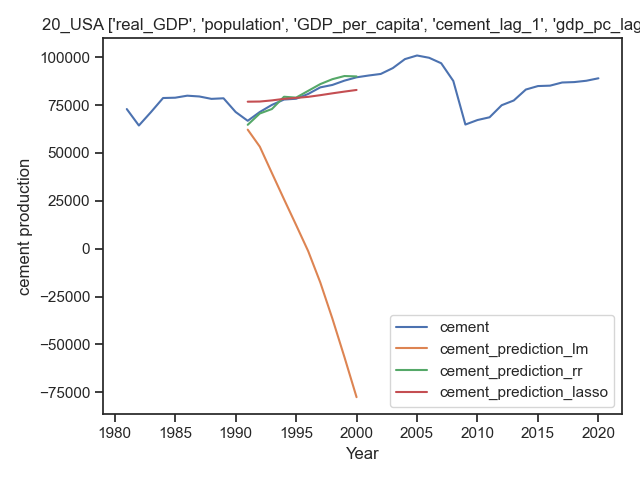 20_USA ['real_GDP', 'population', 'GDP_per_capita', 'cement_lag_1', 'gdp_pc_lag
100000
75000
50000
25000
0
−25000
−50000
−75000
cement production
cement
cement_prediction_lm
cement_prediction_rr
cement_prediction_lasso
1980 1985 1990 1995 2000 2005 2010 2015 2020
Year